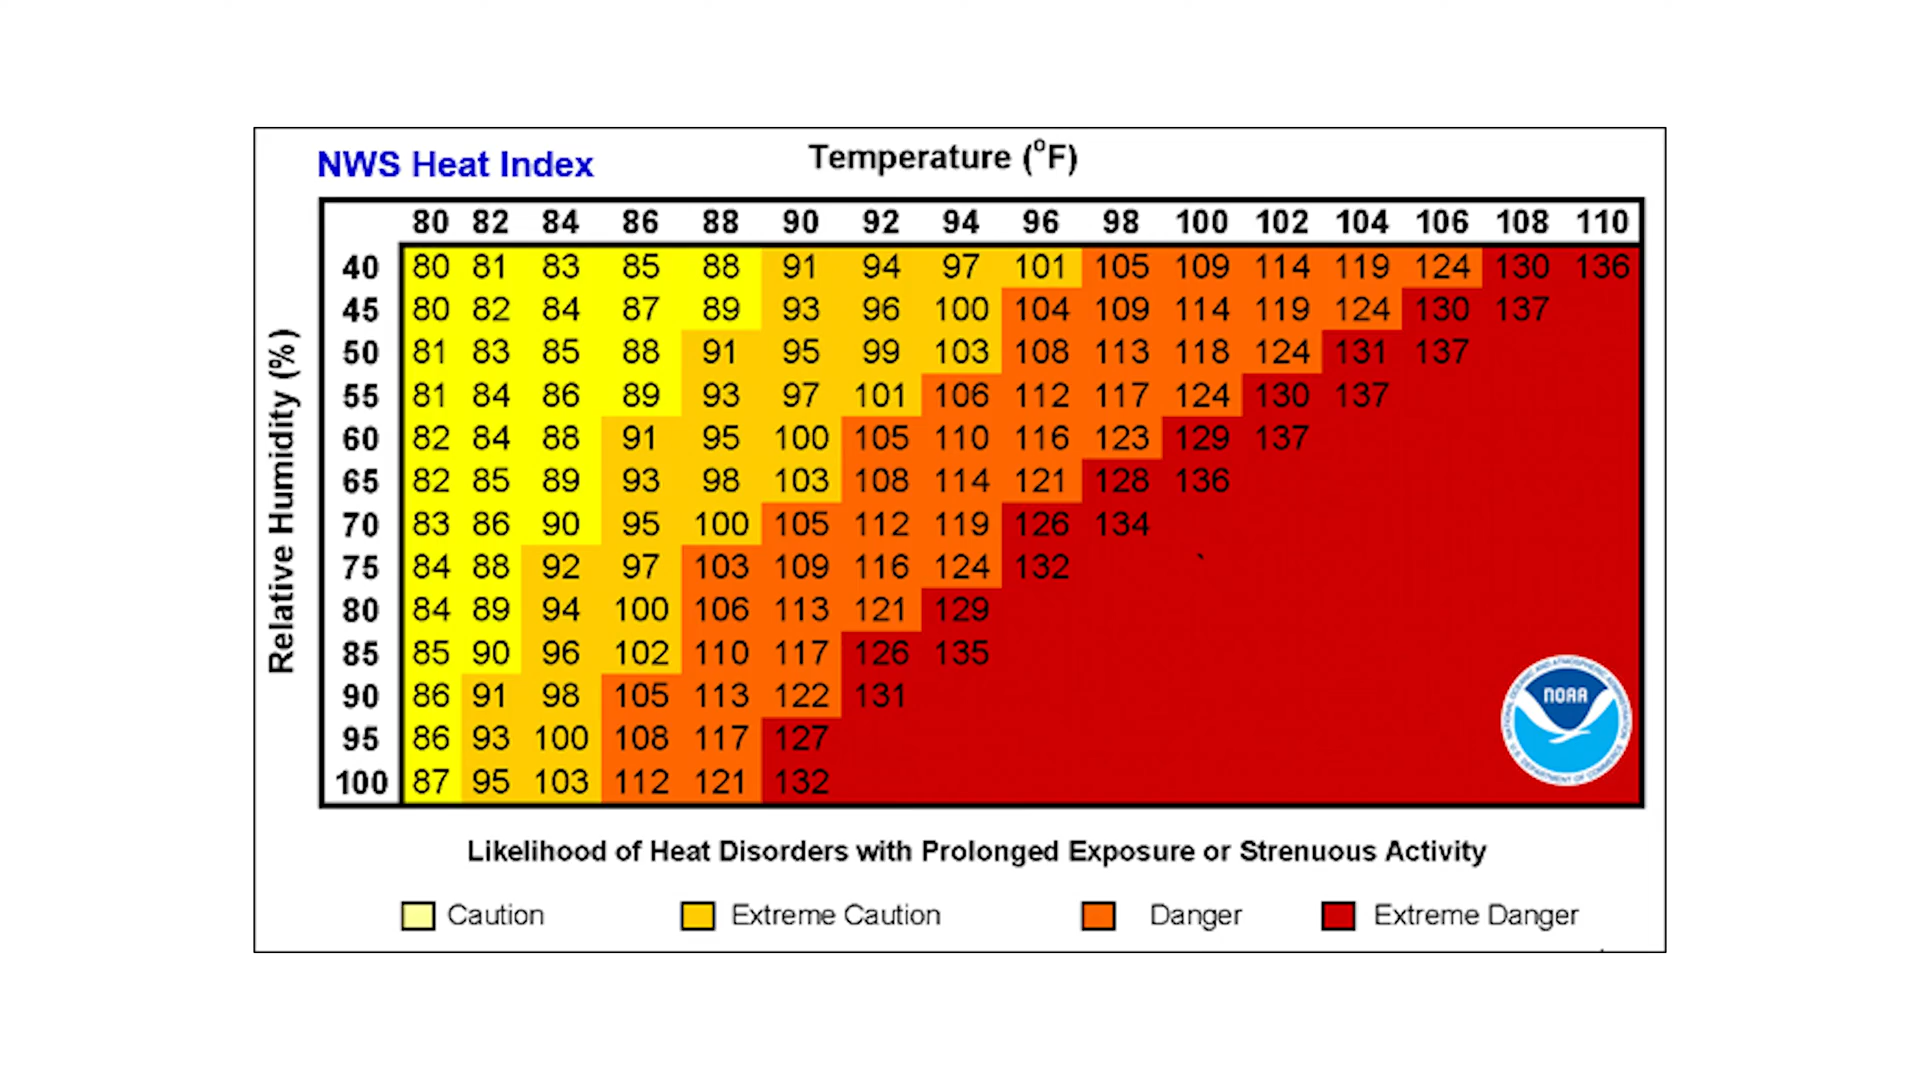 NWS Heat Index
Temperature (°F)
80 82 84 86 88 90 92 94 96 98 100 102 104 106 108 110
Relative Humidity (%)
40 80 81 83 85 88 91 94 97 101 105 109 114 119 124 130 136
45 80 82 84 87 89 93 96 100 104 109 114 119 124 130 137
50 81 83 85 88 91 95 99 103 108 113 118 124 131 137
55 81 84 86 89 93 97 101 106 112 117 124 130 137
60 82 84 88 91 95 100 105 110 116 123 129 137
65 82 85 89 93 98 103 108 114 121 128 136
70 83 86 90 95 100 105 112 119 126 134
75 84 88 92 97 103 109 116 124 132
80 84 89 94 100 106 113 121 129
85 85 90 96 102 110 117 126 135
90 86 91 98 105 113 122 131
95 86 93 100 108 117 127
100 87 95 103 112 121 132
NATIONAL OCEANIC AND ATMOSPHERIC ADMINISTRATION
NOAA
U.S. DEPARTMENT OF COMMERCE
Likelihood of Heat Disorders with Prolonged Exposure or Strenuous Activity
Caution Extreme Caution Danger Extreme Danger